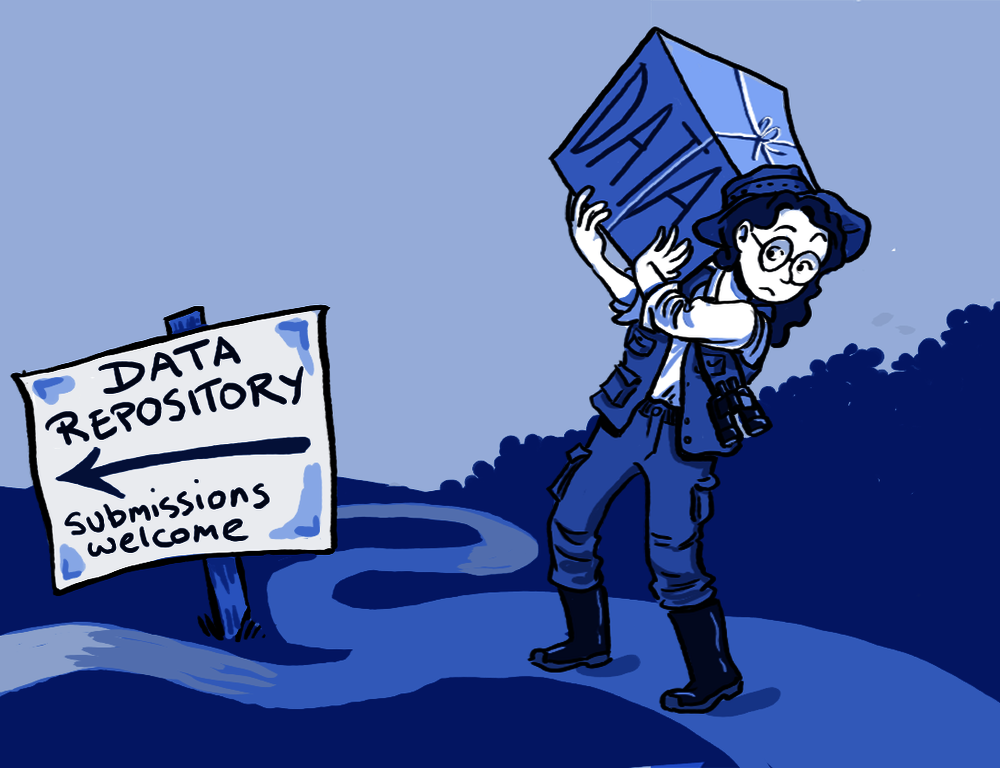 DATA
REPOSITORY
submissions
welcome
DATA